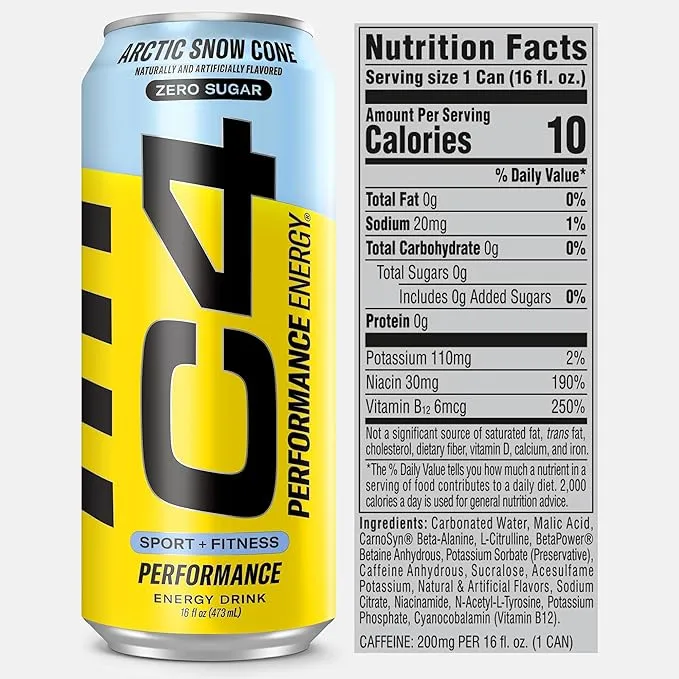 ARCTIC SNOW CONE
NATURALLY AND ARTIFICIALLY FLAVORED
ZERO SUGAR
C4
PERFORMANCE ENERGY®
SPORT + FITNESS
PERFORMANCE
ENERGY DRINK
16 fl oz (473 mL)
Nutrition Facts
Serving size 1 Can (16 fl. oz.)
Amount Per Serving
Calories 10
% Daily Value*
Total Fat 0g 0%
Sodium 20mg 1%
Total Carbohydrate 0g 0%
Total Sugars 0g
Includes 0g Added Sugars 0%
Protein 0g
Potassium 110mg 2%
Niacin 30mg 190%
Vitamin B12 6mcg 250%
Not a significant source of saturated fat, trans fat,
cholesterol, dietary fiber, vitamin D, calcium, and iron.
*The % Daily Value tells you how much a nutrient in a
serving of food contributes to a daily diet. 2,000
calories a day is used for general nutrition advice.
Ingredients: Carbonated Water, Malic Acid,
CarnoSyn® Beta-Alanine, L-Citrulline, BetaPower®
Betaine Anhydrous, Potassium Sorbate (Preservative),
Caffeine Anhydrous, Sucralose, Acesulfame
Potassium, Natural & Artificial Flavors, Sodium
Citrate, Niacinamide, N-Acetyl-L-Tyrosine, Potassium
Phosphate, Cyanocobalamin (Vitamin B12).
CAFFEINE: 200mg PER 16 fl. oz. (1 CAN)